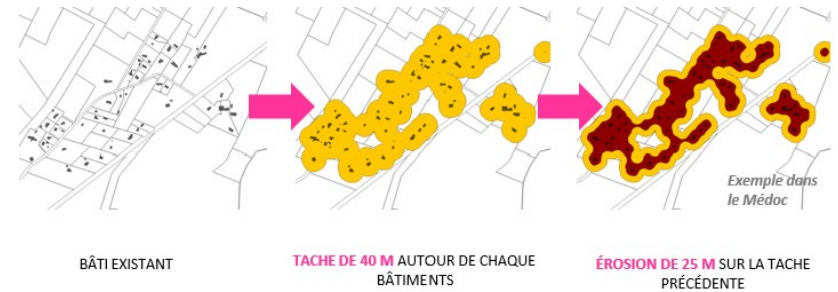 Exemple dans
le Médoc
BÂTI EXISTANT
TACHE DE 40 M AUTOUR DE CHAQUE
BÂTIMENTS
ÉROSION DE 25 M SUR LA TACHE
PRÉCÉDENTE